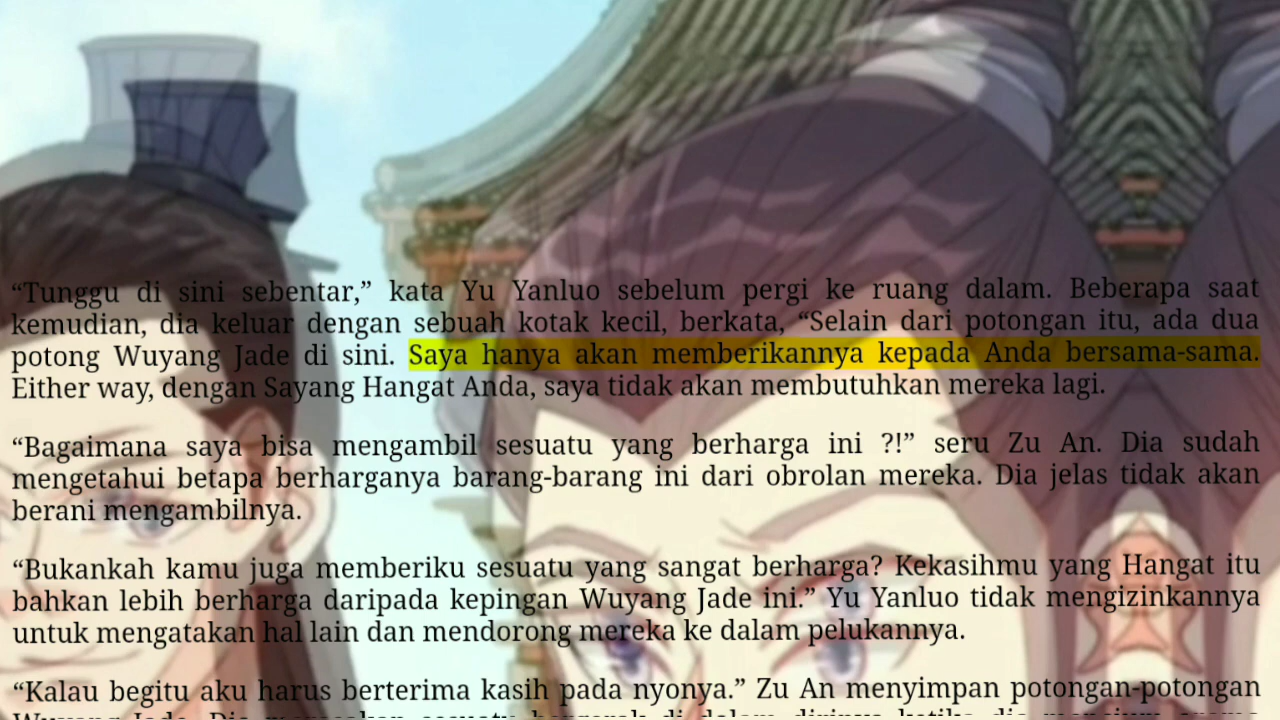 “Tunggu di sini sebentar,” kata Yu Yanluo sebelum pergi ke ruang dalam. Beberapa saat
kemudian, dia keluar dengan sebuah kotak kecil, berkata, “Selain dari potongan itu, ada dua
potong Wuyang Jade di sini. Saya hanya akan memberikannya kepada Anda bersama-sama.
Either way, dengan Sayang Hangat Anda, saya tidak akan membutuhkan mereka lagi.
“Bagaimana saya bisa mengambil sesuatu yang berharga ini ?!” seru Zu An. Dia sudah
mengetahui betapa berharganya barang-barang ini dari obrolan mereka. Dia jelas tidak akan
berani mengambilnya.
“Bukankah kamu juga memberiku sesuatu yang sangat berharga? Kekasihmu yang Hangat itu
bahkan lebih berharga daripada kepingan Wuyang Jade ini.” Yu Yanluo tidak mengizinkannya
untuk mengatakan hal lain dan mendorong mereka ke dalam pelukannya.
“Kalau begitu aku harus berterima kasih pada nyonya.” Zu An menyimpan potongan-potongan